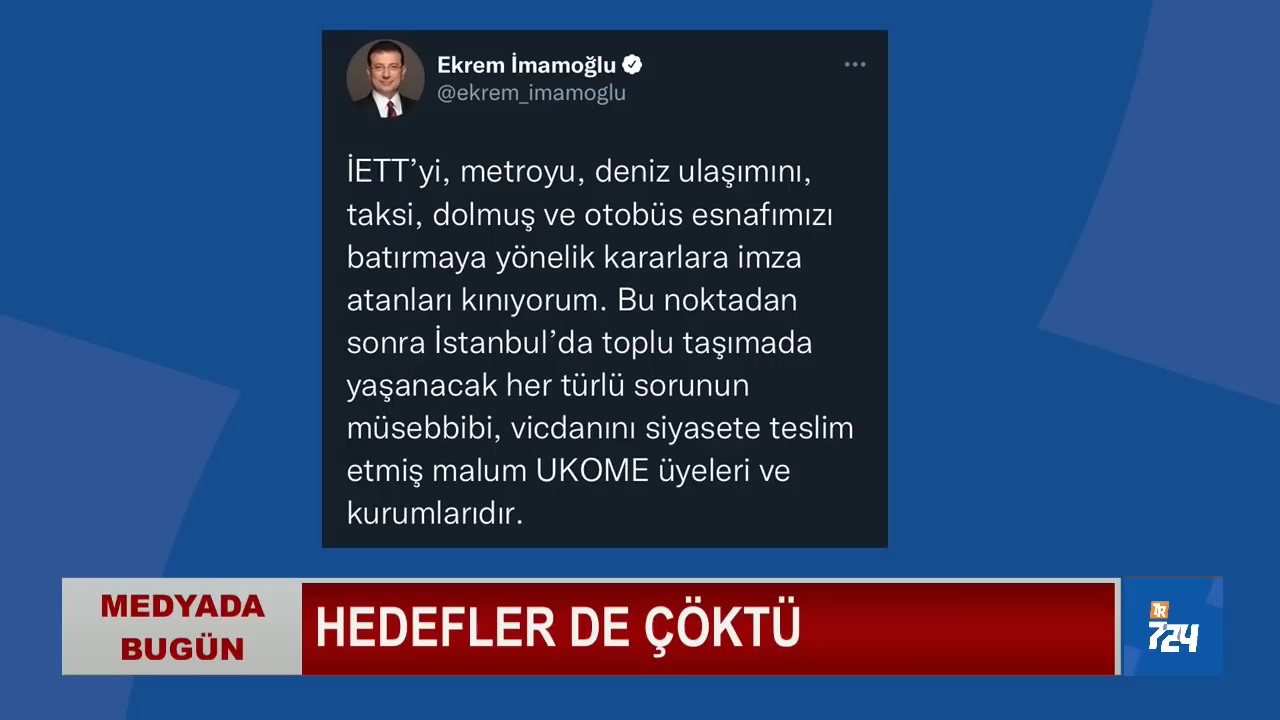 Ekrem İmamoğlu
@ekrem_imamoglu
İETT’yi, metroyu, deniz ulaşımını,
taksi, dolmuş ve otobüs esnafımızı
batırmaya yönelik kararlara imza
atanları kınıyorum. Bu noktadan
sonra İstanbul’da toplu taşımada
yaşanacak her türlü sorunun
müsebbibi, vicdanını siyasete teslim
etmiş malum UKOME üyeleri ve
kurumlarıdır.
MEDYADA
BUGÜN
HEDEFLER DE ÇÖKTÜ
TR
724